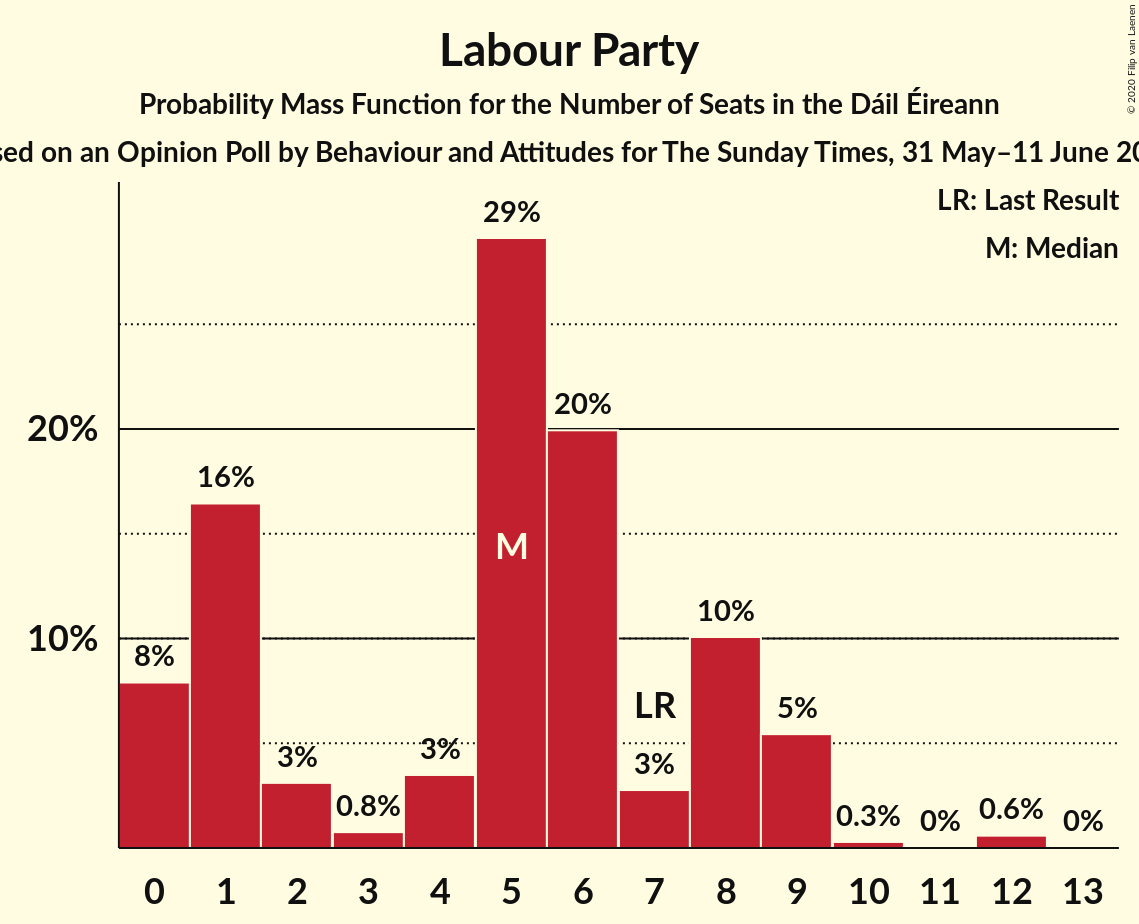 Labour Party
Probability Mass Function for the Number of Seats in the Dáil Éireann
on an Opinion Poll by Behaviour and Attitudes for The Sunday Times, 31 May–11 June
© 2020 Filip van Laenen
LR: Last Result
M: Median
29%
20%
20%
16%
M
10%
10%
8%
LR
5%
3%
3%
3%
0.8%
0.3%
0%
0.6%
0%
0 1 2 3 4 5 6 7 8 9 10 11 12 13